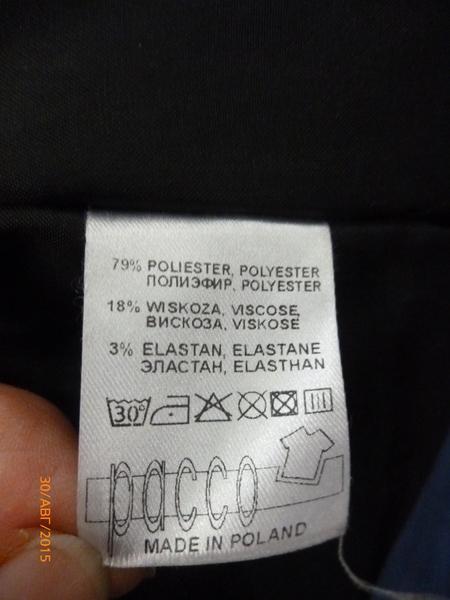 79% POLIESTER, POLYESTER
ПОЛИЭФИР, POLYESTER
18% WISKOZA, VISCOSE,
ВИСКОЗА, VISKOSE
3% ELASTAN, ELASTANE
ЭЛАСТАН, ELASTHAN
30°
pacco
MADE IN POLAND
30/АВГ/2015